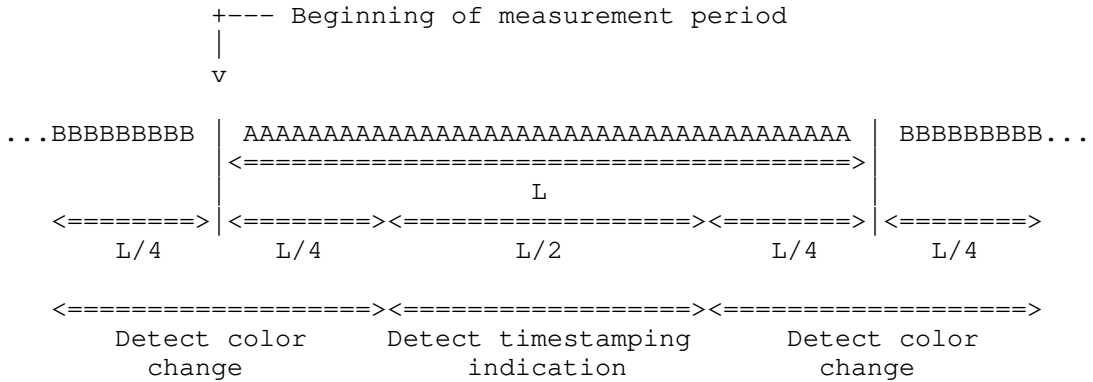 +--- Beginning of measurement period
|
v
...BBBBBBBBB | AAAAAAAAAAAAAAAAAAAAAAAAAAAAAAAAAAAAAA | BBBBBBBBB...
|<======================================>|
| L |
<========>|<========><===================><========>|<========>
L/4 L/4 L/2 L/4 L/4
<===================><===================><===================>
Detect color Detect timestamping Detect color
change indication change